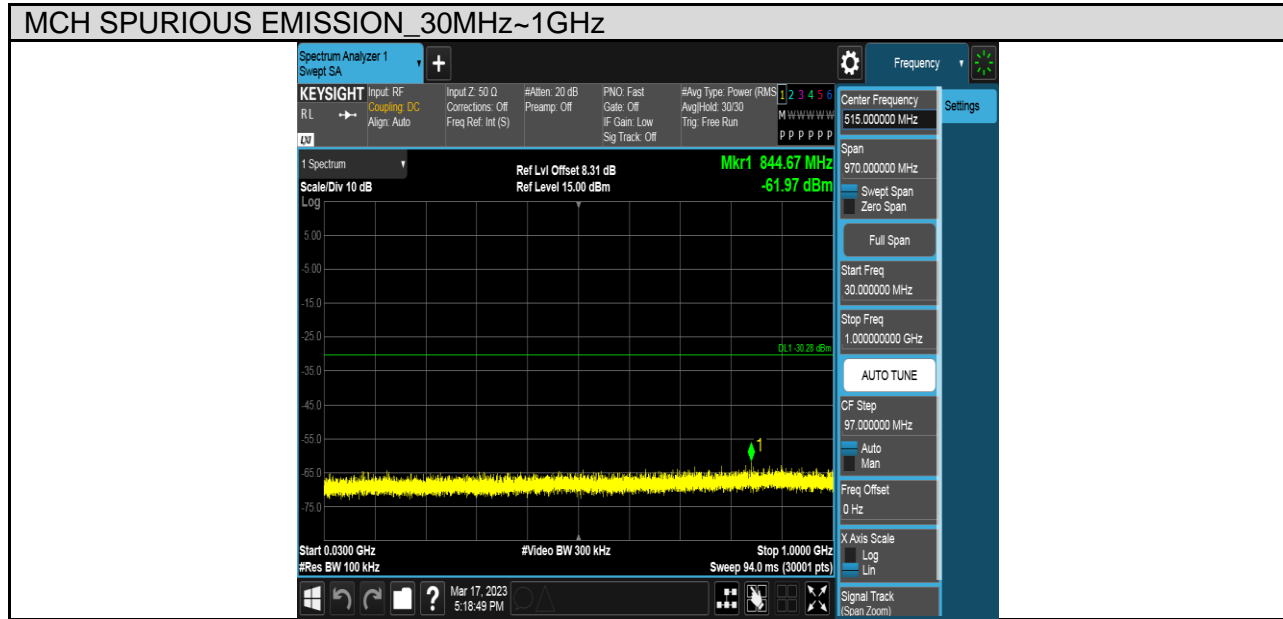 MCH SPURIOUS EMISSION_30MHz~1GHz
Spectrum Analyzer 1
Swept SA
+
Frequency
KEYSIGHT
RL
LXI
Input: RF
Coupling: DC
Align: Auto
Input Z: 50 Ω
Corrections: Off
Freq Ref: Int (S)
#Atten: 20 dB
Preamp: Off
PNO: Fast
Gate: Off
IF Gain: Low
Sig Track: Off
#Avg Type: Power (RMS
Avg|Hold: 30/30
Trig: Free Run
1 2 3 4 5 6
M W W W W W
P P P P P P
Center Frequency
515.000000 MHz
Settings
1 Spectrum
Scale/Div 10 dB
Log
Ref Lvl Offset 8.31 dB
Ref Level 15.00 dBm
Mkr1 844.67 MHz
-61.97 dBm
Span
970.000000 MHz
Swept Span
Zero Span
Full Span
Start Freq
30.000000 MHz
Stop Freq
1.000000000 GHz
AUTO TUNE
CF Step
97.000000 MHz
Auto
Man
Freq Offset
0 Hz
X Axis Scale
Log
Lin
Signal Track
(Span Zoom)
5.00
-5.00
-15.0
-25.0
DL1 -30.28 dBm
-35.0
-45.0
-55.0
1
-65.0
-75.0
Start 0.0300 GHz
#Res BW 100 kHz
#Video BW 300 kHz
Stop 1.0000 GHz
Sweep 94.0 ms (30001 pts)
?
Mar 17, 2023
5:18:49 PM